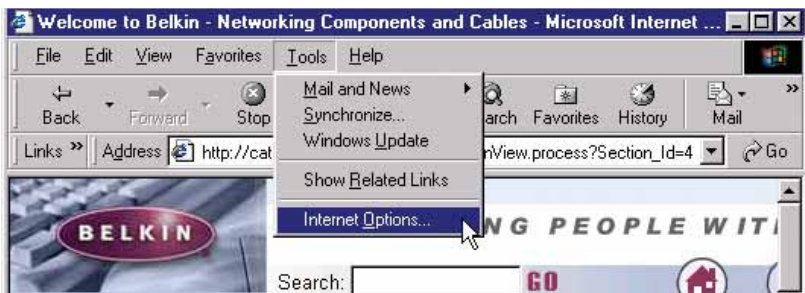 Welcome to Belkin - Networking Components and Cables - Microsoft Internet ...
File Edit View Favorites Tools Help
Back Forward Stop arch Favorites History Mail »
Mail and News
Synchronize...
Windows Update
Show Related Links
Internet Options...
Links » Address http://cat nView.process?Section_Id=4 Go
BELKIN NG PEOPLE WIT
Search: GO